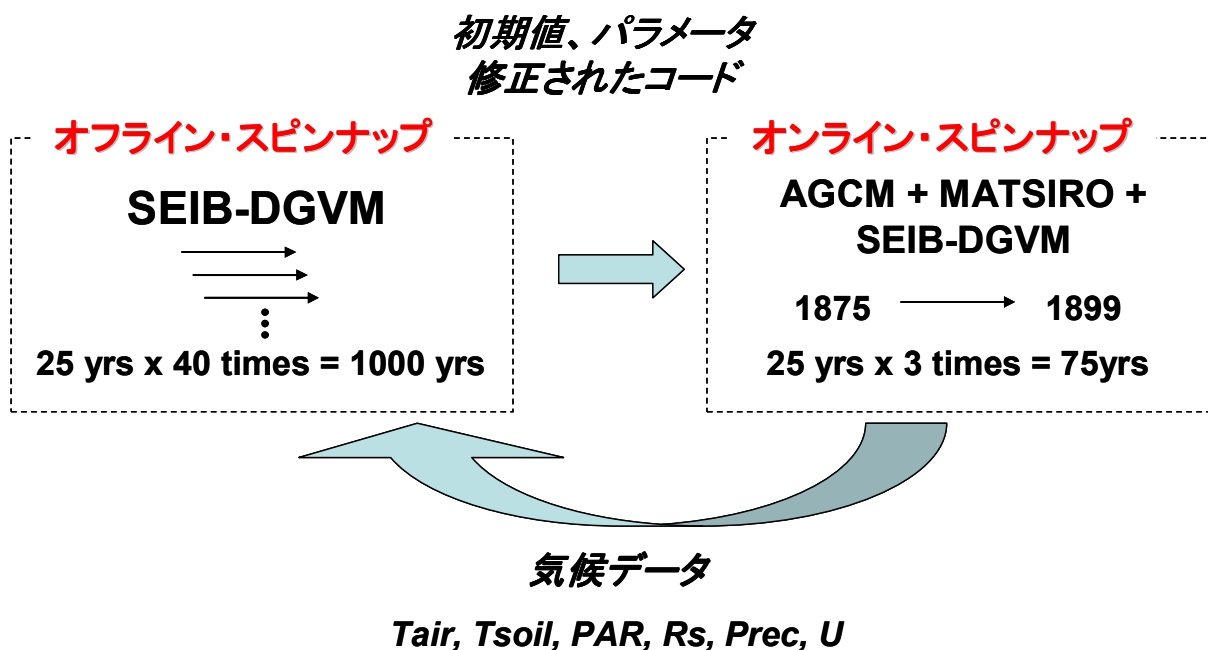 初期値、パラメータ
修正されたコード
オフライン・スピンナップ
SEIB-DGVM
25 yrs x 40 times = 1000 yrs
オンライン・スピンナップ
AGCM + MATSIRO +
SEIB-DGVM
1875 1899
25 yrs x 3 times = 75yrs
気候データ
Tair, Tsoil, PAR, Rs, Prec, U